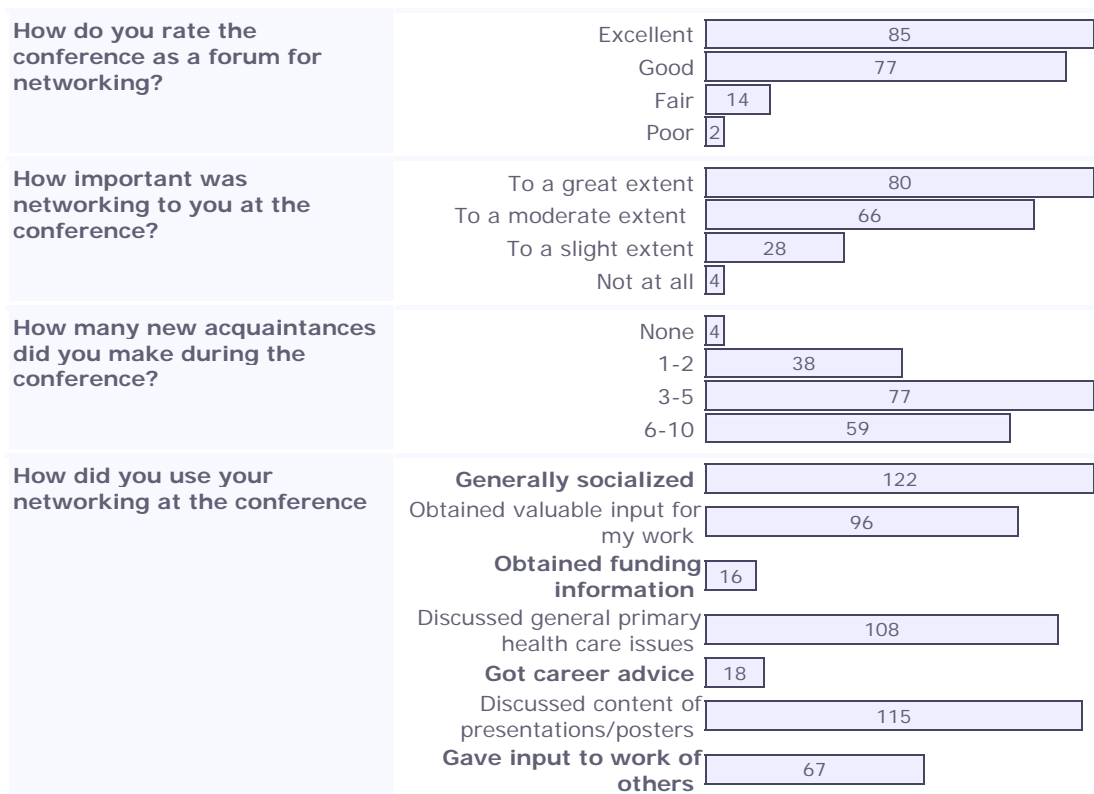 How do you rate the
conference as a forum for
networking?
Excellent 85
Good 77
Fair 14
Poor 2
How important was
networking to you at the
conference?
To a great extent 80
To a moderate extent 66
To a slight extent 28
Not at all 4
How many new acquaintances
did you make during the
conference?
None 4
1-2 38
3-5 77
6-10 59
How did you use your
networking at the conference
Generally socialized 122
Obtained valuable input for
my work 96
Obtained funding
information 16
Discussed general primary
health care issues 108
Got career advice 18
Discussed content of
presentations/posters 115
Gave input to work of
others 67